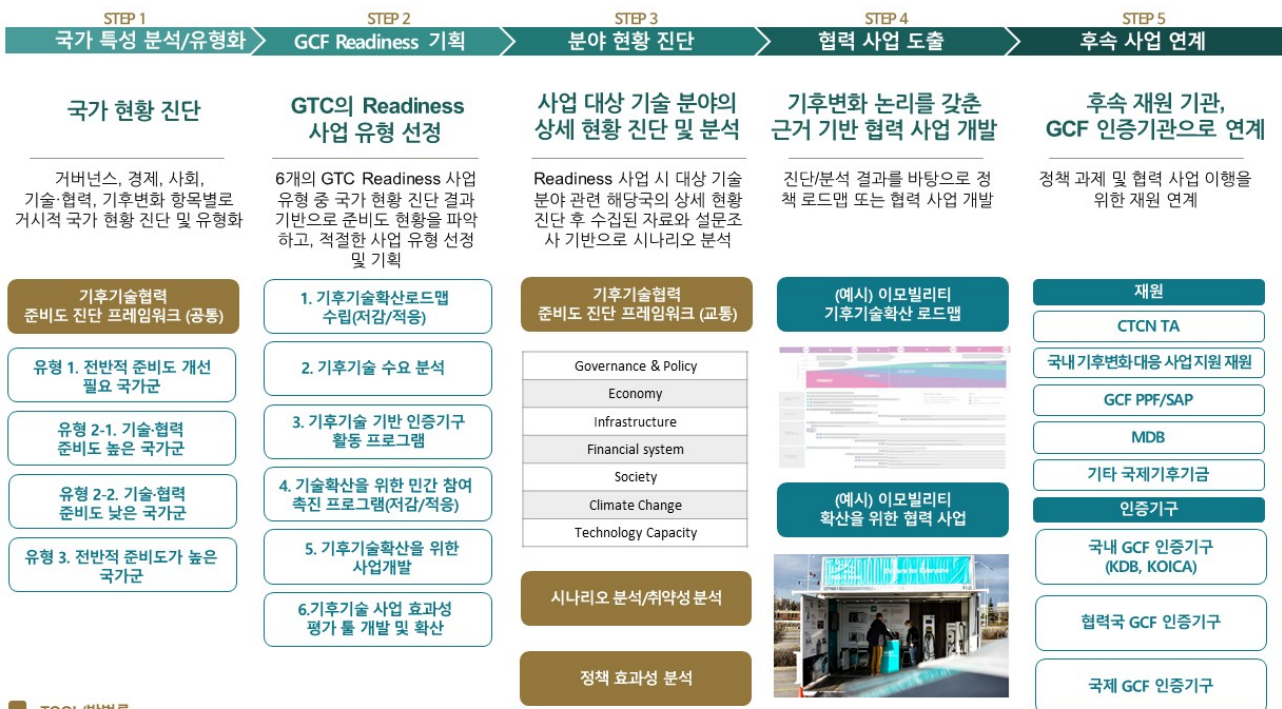 STEP 1
국가 특성 분석/유형화
국가 현황 진단
거버넌스, 경제, 사회,
기술·협력, 기후변화 항목별로
거시적 국가 현황 진단 및 유형화
기후기술협력
준비도 진단 프레임워크 (공통)
유형 1. 전반적 준비도 개선
필요 국가군
유형 2-1. 기술·협력
준비도 높은 국가군
유형 2-2. 기술·협력
준비도 낮은 국가군
유형 3. 전반적 준비도가 높은
국가군
STEP 2
GCF Readiness 기획
GTC의 Readiness
사업 유형 선정
6개의 GTC Readiness 사업
유형 중 국가 현황 진단 결과
기반으로 준비도 현황을 파악
하고, 적절한 사업 유형 선정
및 기획
1. 기후기술확산로드맵
수립(저감/적응)
2. 기후기술 수요 분석
3. 기후기술 기반 인증기구
활동 프로그램
4. 기술확산을 위한 민간 참여
촉진 프로그램(저감/적응)
5. 기후기술확산을 위한
사업개발
6.기후기술 사업 효과성
평가 툴 개발 및 확산
STEP 3
분야 현황 진단
사업 대상 기술 분야의
상세 현황 진단 및 분석
Readiness 사업 시 대상 기술
분야 관련 해당국의 상세 현황
진단 후 수집된 자료와 설문조
사 기반으로 시나리오 분석
기후기술협력
준비도 진단 프레임워크 (교통)
Governance & Policy
Economy
Infrastructure
Financial system
Society
Climate Change
Technology Capacity
시나리오 분석/취약성 분석
정책 효과성 분석
STEP 4
협력 사업 도출
기후변화 논리를 갖춘
근거 기반 협력 사업 개발
진단/분석 결과를 바탕으로 정
책 로드맵 또는 협력 사업 개발
(예시) 이모빌리티
기후기술확산 로드맵
(예시) 이모빌리티
확산을 위한 협력 사업
STEP 5
후속 사업 연계
후속 재원 기관,
GCF 인증기관으로 연계
정책 과제 및 협력 사업 이행을
위한 재원 연계
재원
CTCN TA
국내 기후변화대응 사업지원 재원
GCF PPF/SAP
MDB
기타 국제기후기금
인증기구
국내 GCF 인증기구
(KDB, KOICA)
협력국 GCF 인증기구
국제 GCF 인증기구